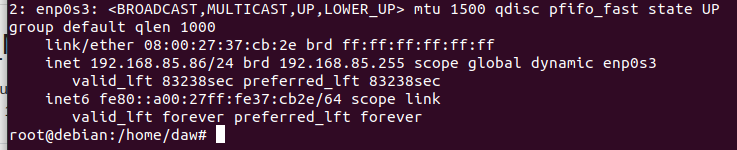 2: enp0s3: <BROADCAST,MULTICAST,UP,LOWER_UP> mtu 1500 qdisc pfifo_fast state UP
group default qlen 1000
link/ether 08:00:27:37:cb:2e brd ff:ff:ff:ff:ff:ff
inet 192.168.85.86/24 brd 192.168.85.255 scope global dynamic enp0s3
valid_lft 83238sec preferred_lft 83238sec
inet6 fe80::a00:27ff:fe37:cb2e/64 scope link
valid_lft forever preferred_lft forever
root@debian:/home/daw#